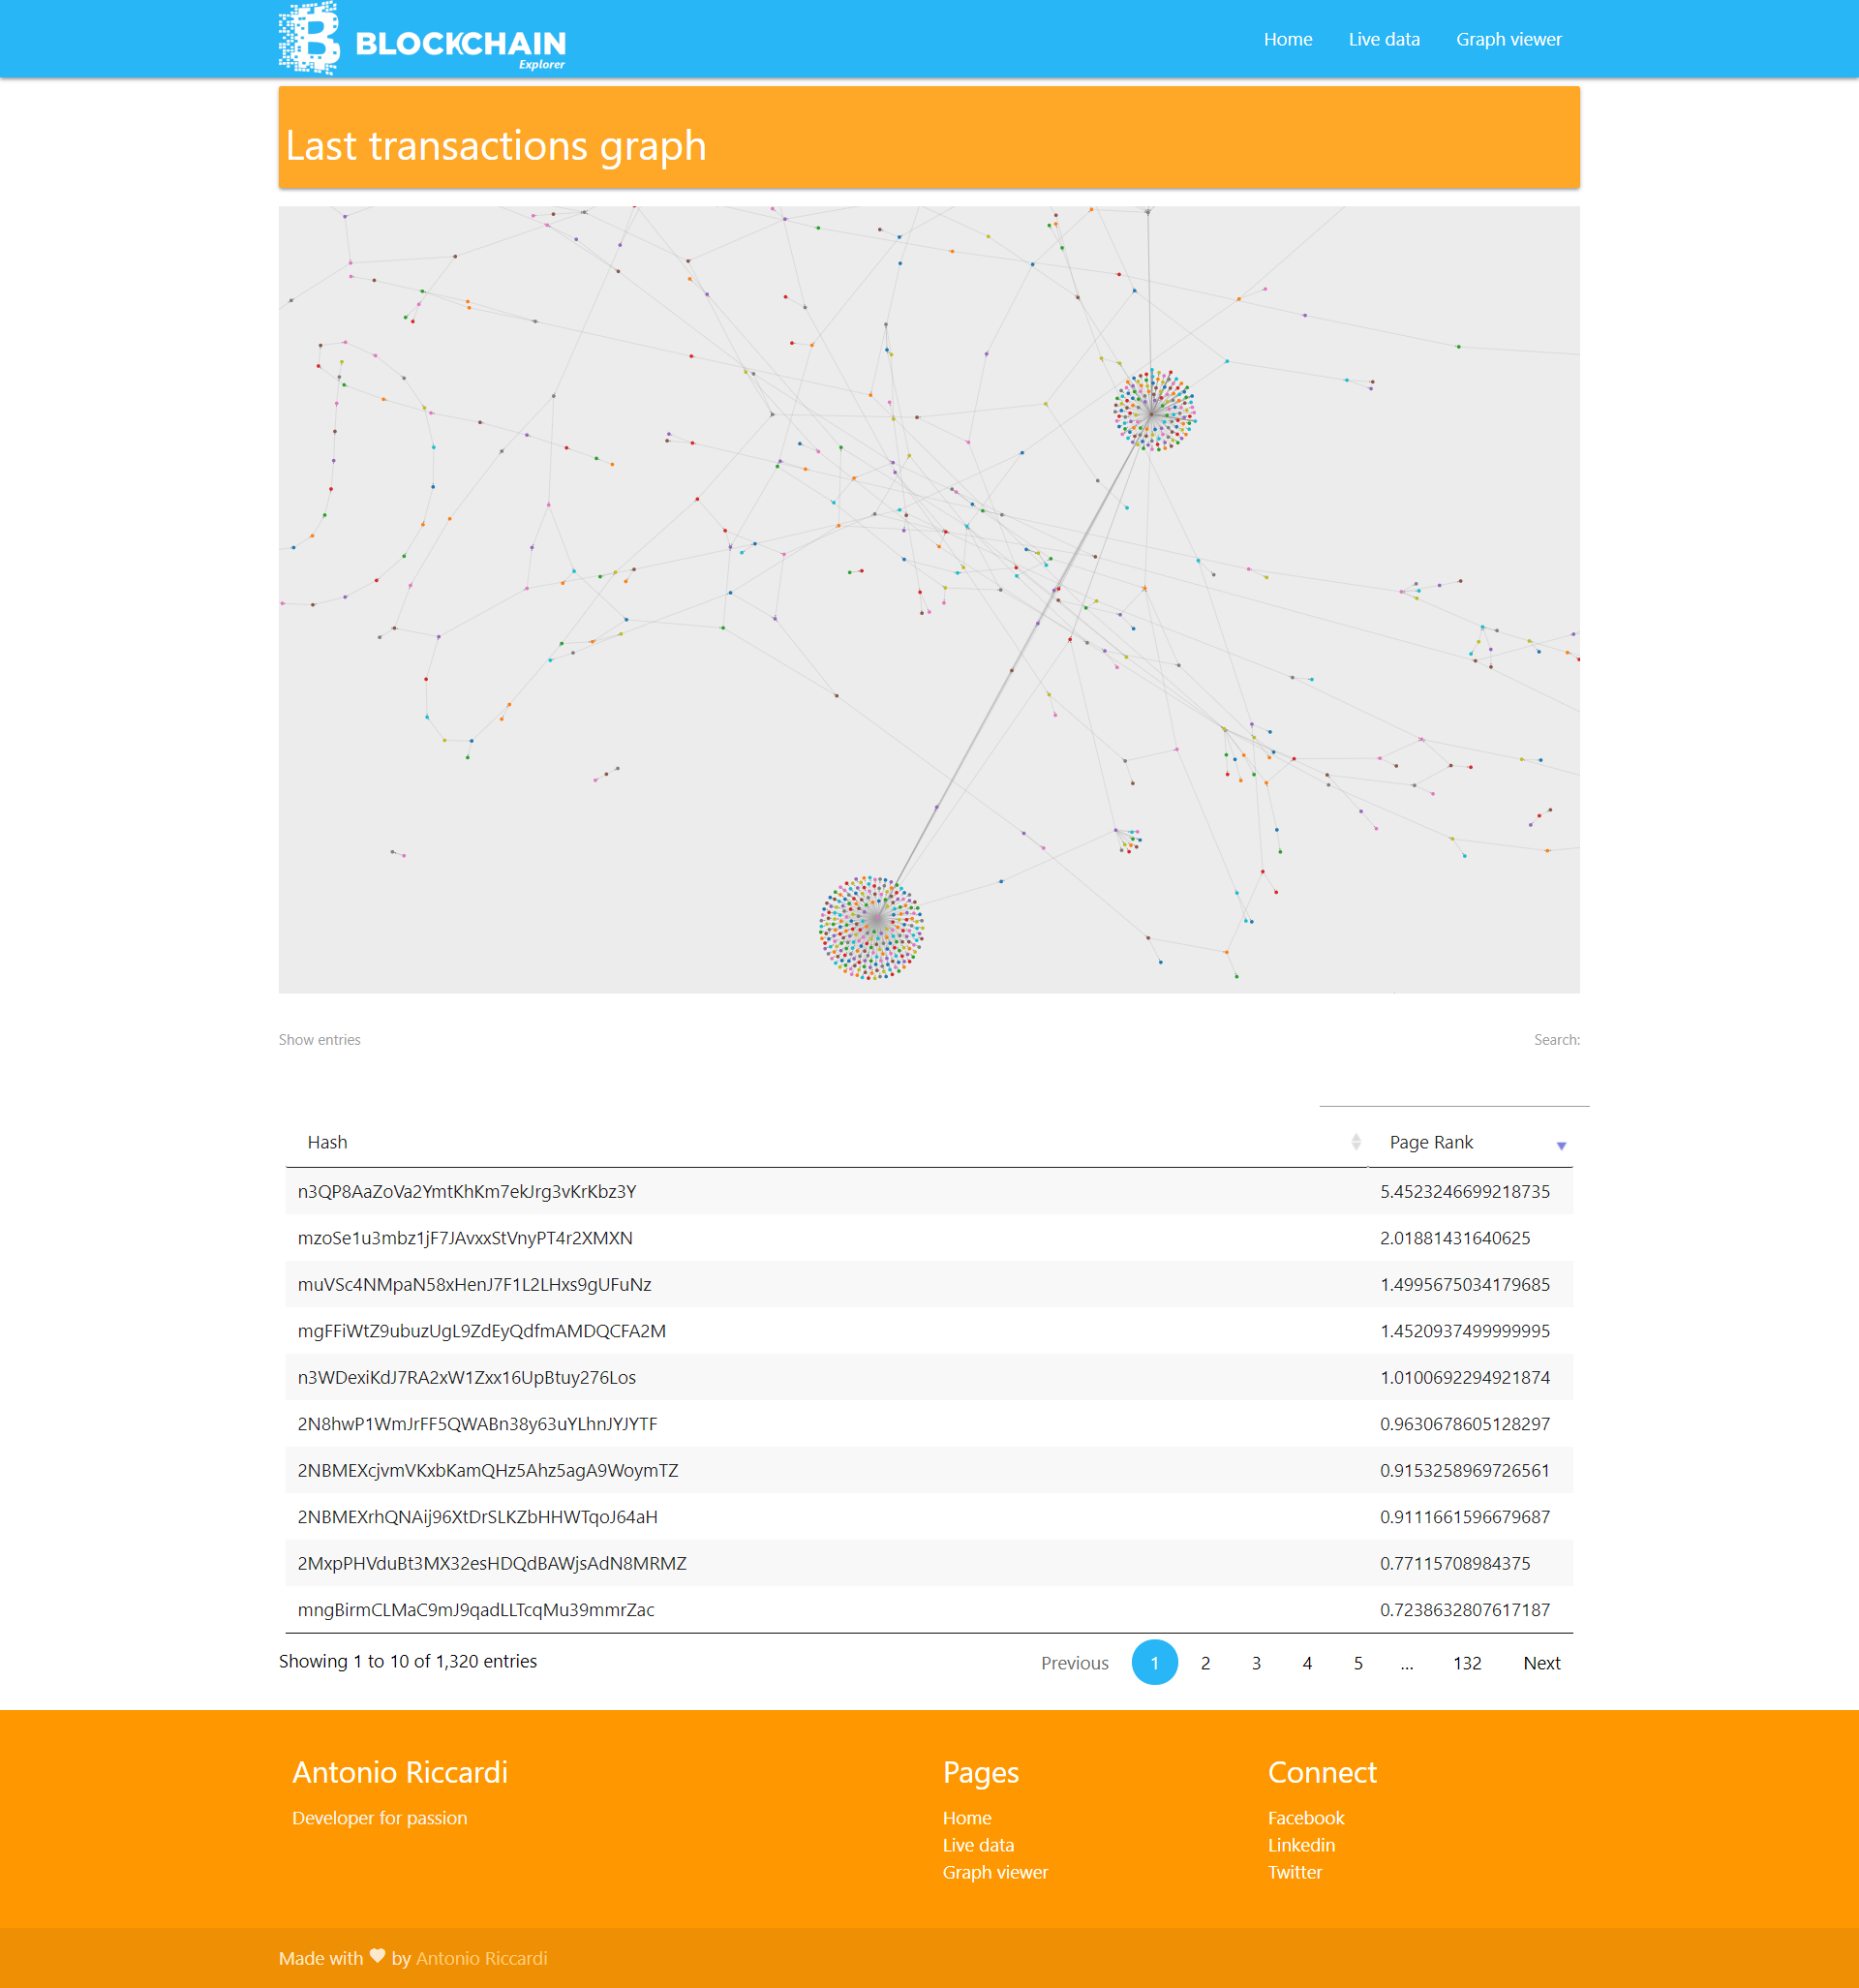 BLOCKCHAIN
Explorer
Home Live data Graph viewer
Last transactions graph
Show entries Search:
Hash Page Rank
n3QP8AaZoVa2YmtKhKm7ekJrg3vKrKbz3Y 5.4523246699218735
mzoSe1u3mbz1jF7JAvxxStVnyPT4r2XMXN 2.01881431640625
muVSc4NMpaN58xHenJ7F1L2LHxs9gUFuNz 1.4995675034179685
mgFFiWtZ9ubuzUgL9ZdEyQdfmAMDQCFA2M 1.4520937499999995
n3WDexiKdJ7RA2xW1Zxx16UpBtuy276Los 1.0100692294921874
2N8hwP1WmJrFF5QWABn38y63uYLhnJYJYTF 0.9630678605128297
2NBMEXcjvmVKxbKamQHz5Ahz5agA9WoymTZ 0.9153258969726561
2NBMEXrhQNAij96XtDrSLKZbHHWTqoJ64aH 0.9111661596679687
2MxpPHVduBt3MX32esHDQdBAWjsAdN8MRMZ 0.77115708984375
mngBirmCLMaC9mJ9qadLLTcqMu39mmrZac 0.7238632807617187
Showing 1 to 10 of 1,320 entries Previous 1 2 3 4 5 … 132 Next
Antonio Riccardi Pages Connect
Developer for passion Home Facebook
Live data Linkedin
Graph viewer Twitter
Made with ♥ by Antonio Riccardi